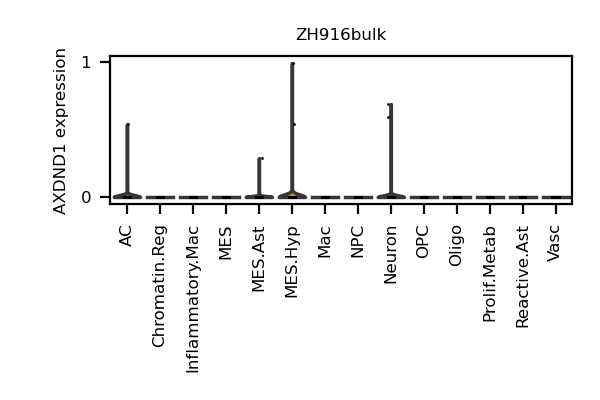 ZH916bulk
AXDND1 expression
1
0
AC
Chromatin.Reg
Inflammatory.Mac
MES
MES.Ast
MES.Hyp
Mac
NPC
Neuron
OPC
Oligo
Prolif.Metab
Reactive.Ast
Vasc